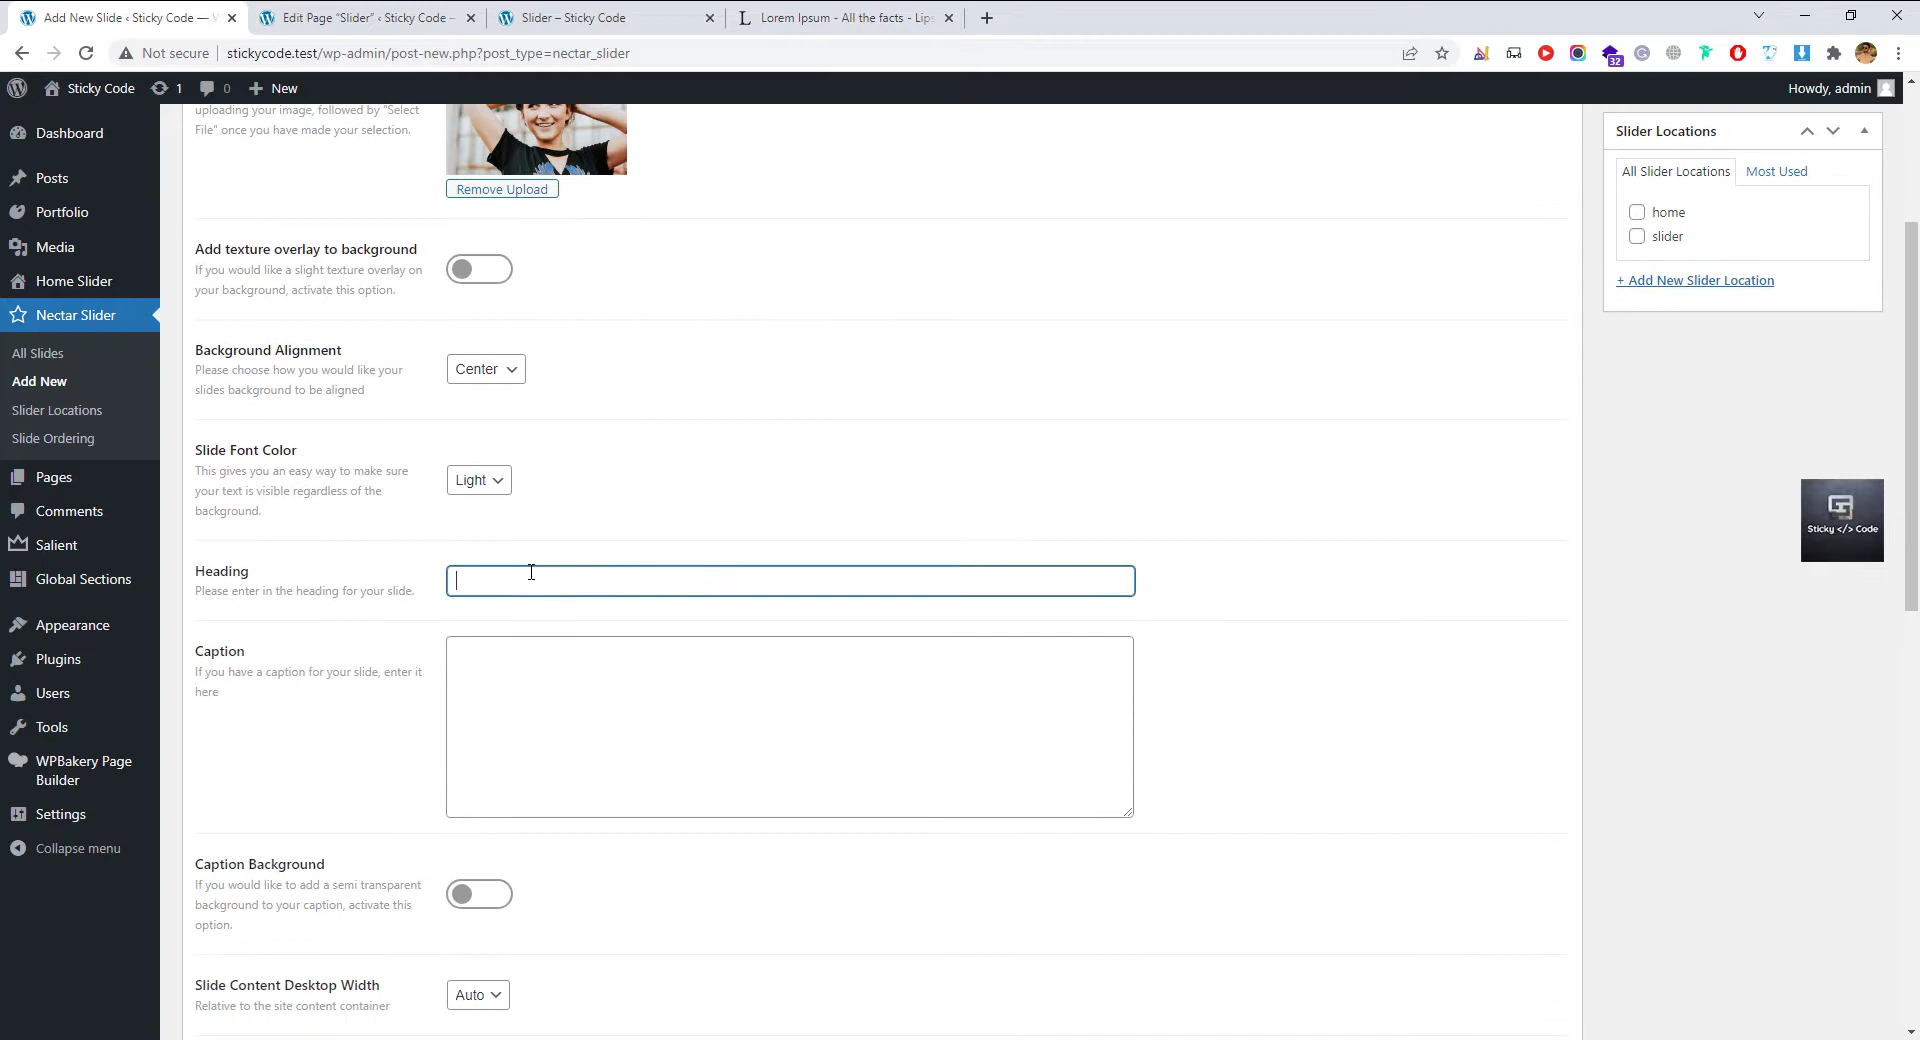 Add New Slide ‹ Sticky Code — W
Edit Page “Slider” ‹ Sticky Code —
Slider – Sticky Code
Lorem Ipsum - All the facts - Lips
Not secure
stickycode.test/wp-admin/post-new.php?post_type=nectar_slider
32
Sticky Code
1
0
New
Howdy, admin
Dashboard
Posts
Portfolio
Media
Home Slider
Nectar Slider
All Slides
Add New
Slider Locations
Slide Ordering
Pages
Comments
Salient
Global Sections
Appearance
Plugins
Users
Tools
WPBakery Page
Builder
Settings
Collapse menu
uploading your image, followed by "Select
File" once you have made your selection.
Remove Upload
Add texture overlay to background
If you would like a slight texture overlay on
your background, activate this option.
Background Alignment
Please choose how you would like your
slides background to be aligned
Center
Slide Font Color
This gives you an easy way to make sure
your text is visible regardless of the
background.
Light
Heading
Please enter in the heading for your slide.
Caption
If you have a caption for your slide, enter it
here
Caption Background
If you would like to add a semi transparent
background to your caption, activate this
option.
Slide Content Desktop Width
Relative to the site content container
Auto
Slider Locations
All Slider Locations
Most Used
home
slider
+ Add New Slider Location
Sticky </> Code